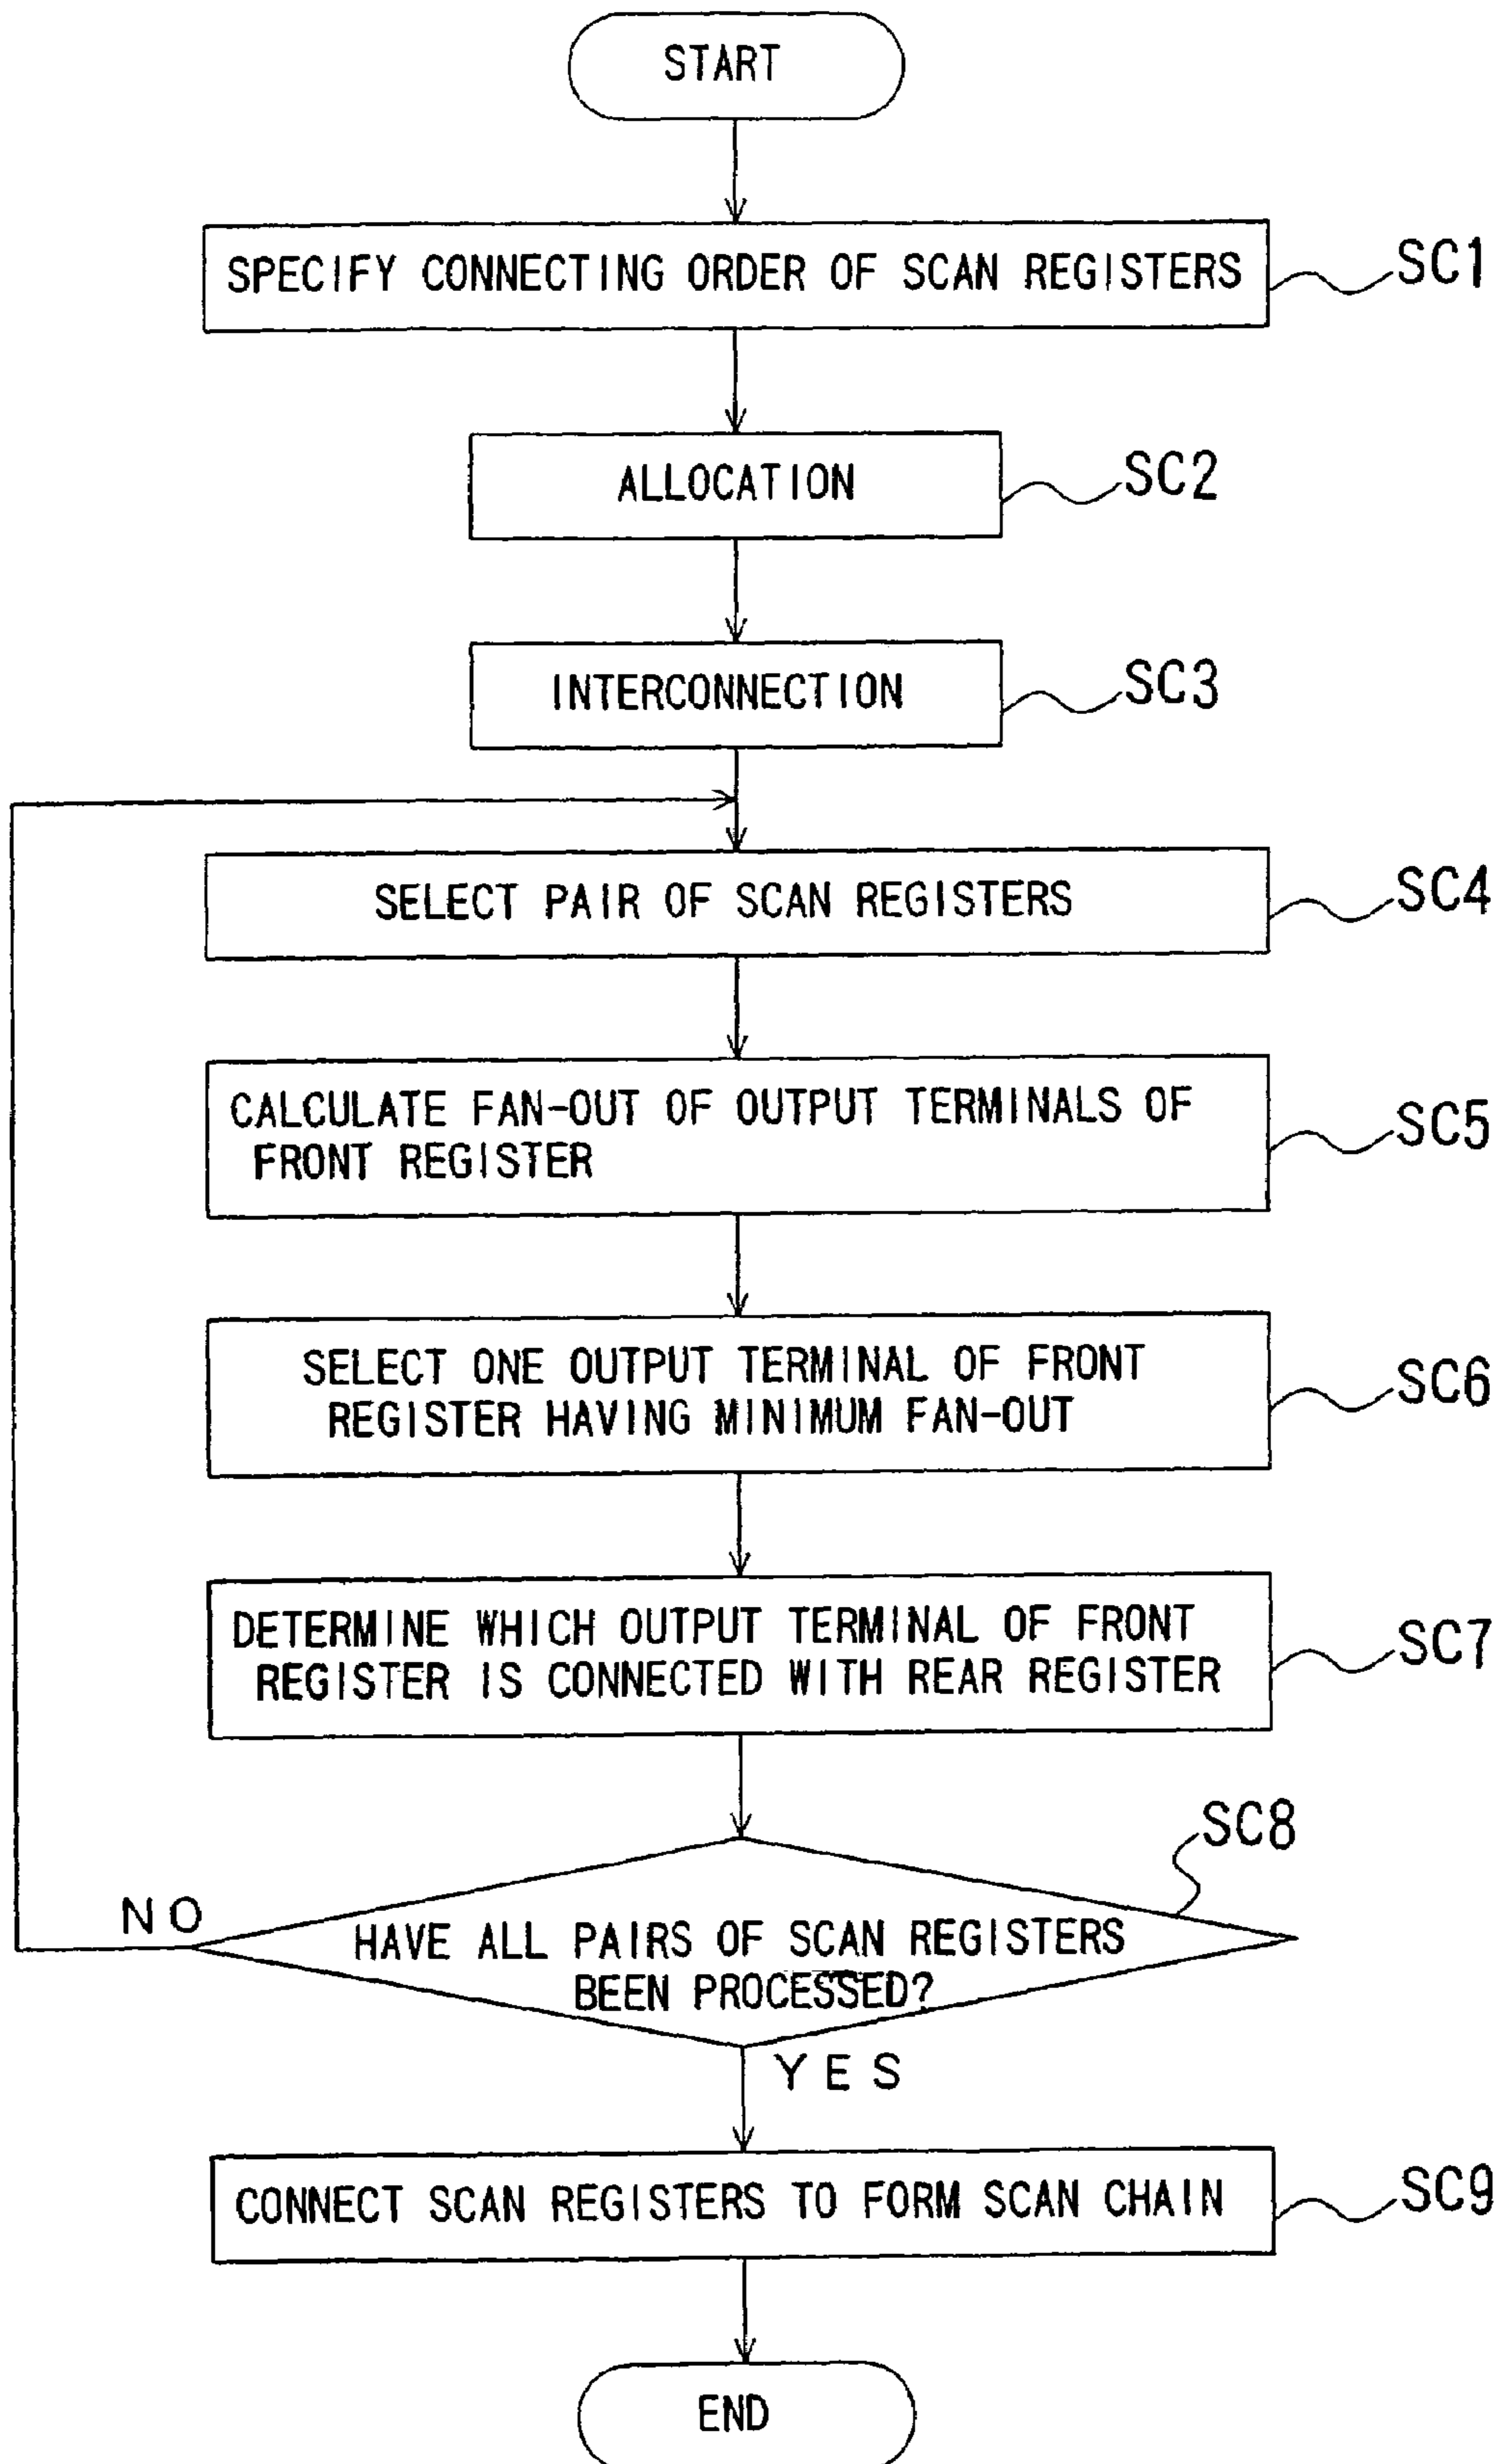 START
SPECIFY CONNECTING ORDER OF SCAN REGISTERS
SC1
ALLOCATION
SC2
INTERCONNECTION
SC3
SELECT PAIR OF SCAN REGISTERS
SC4
CALCULATE FAN-OUT OF OUTPUT TERMINALS OF
FRONT REGISTER
SC5
SELECT ONE OUTPUT TERMINAL OF FRONT
REGISTER HAVING MINIMUM FAN-OUT
SC6
DETERMINE WHICH OUTPUT TERMINAL OF FRONT
REGISTER IS CONNECTED WITH REAR REGISTER
SC7
SC8
NO
HAVE ALL PAIRS OF SCAN REGISTERS
BEEN PROCESSED?
YES
CONNECT SCAN REGISTERS TO FORM SCAN CHAIN
SC9
END